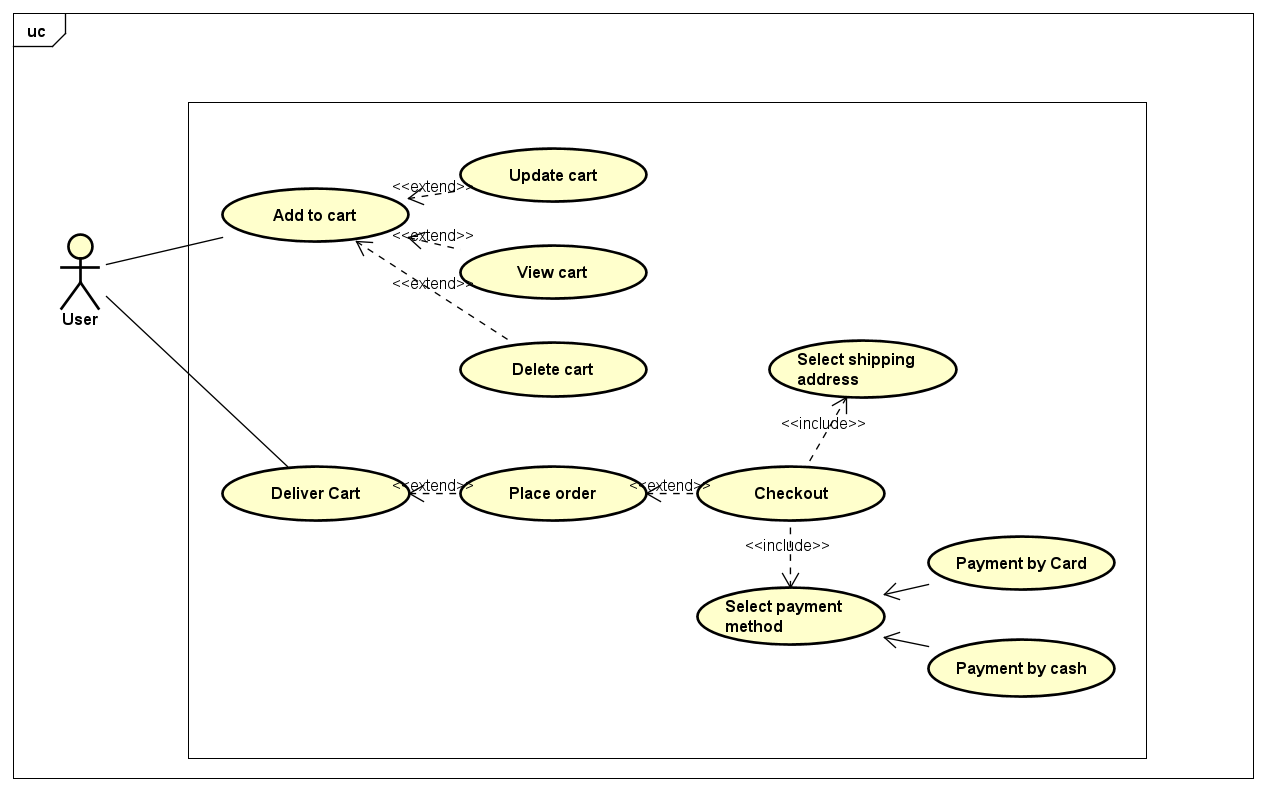 uc
Update cart
<<extend>>
Add to cart
<<extend>>
View cart
<<extend>>
User
Delete cart
Select shipping
address
<<include>>
Deliver Cart
<<extend>>
Place order
<<extend>>
Checkout
<<include>>
Payment by Card
Select payment
method
Payment by cash